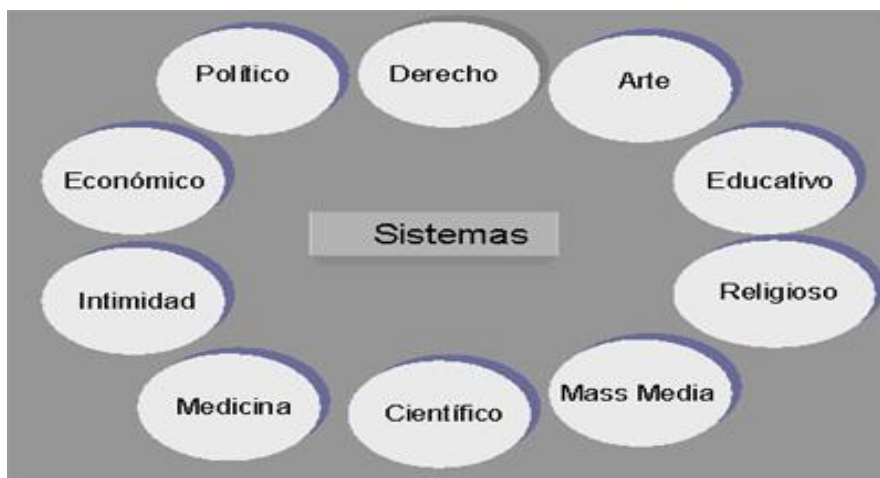 Político
Derecho
Arte
Económico
Educativo
Sistemas
Intimidad
Religioso
Medicina
Científico
Mass Media